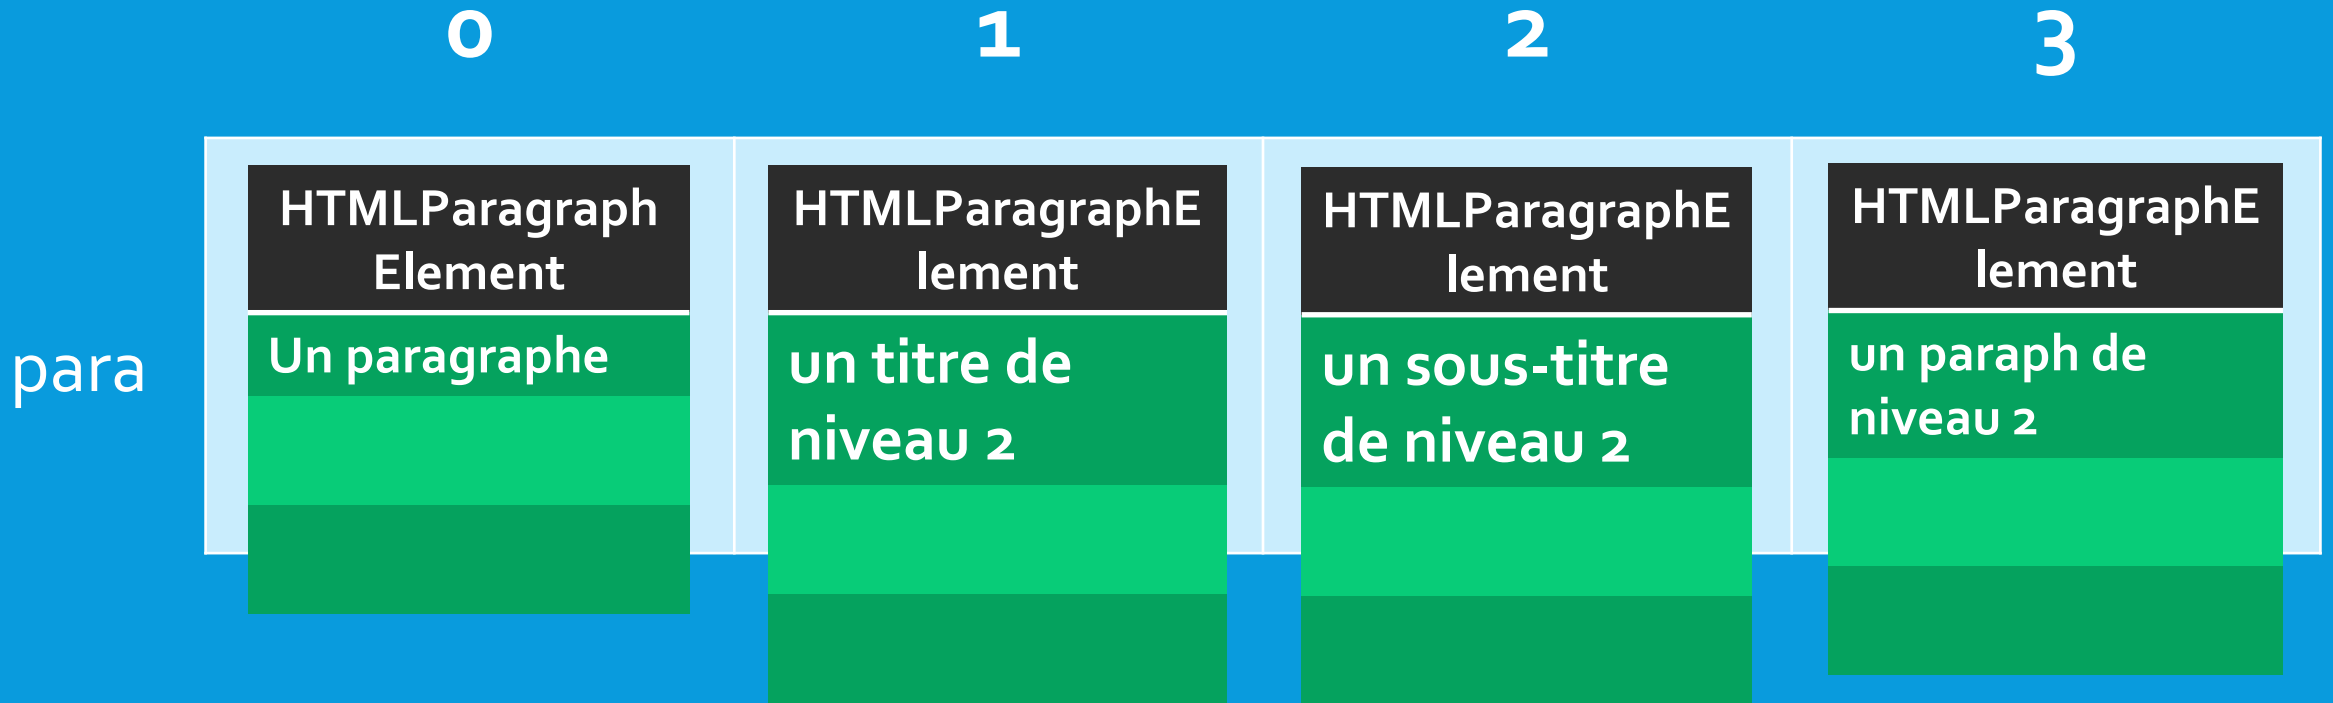 0 1 2 3
HTMLParagraph
Element
HTMLParagraphE
lement
HTMLParagraphE
lement
HTMLParagraphE
lement
para
Un paragraphe
un titre de
niveau 2
un sous-titre
de niveau 2
un paraph de
niveau 2